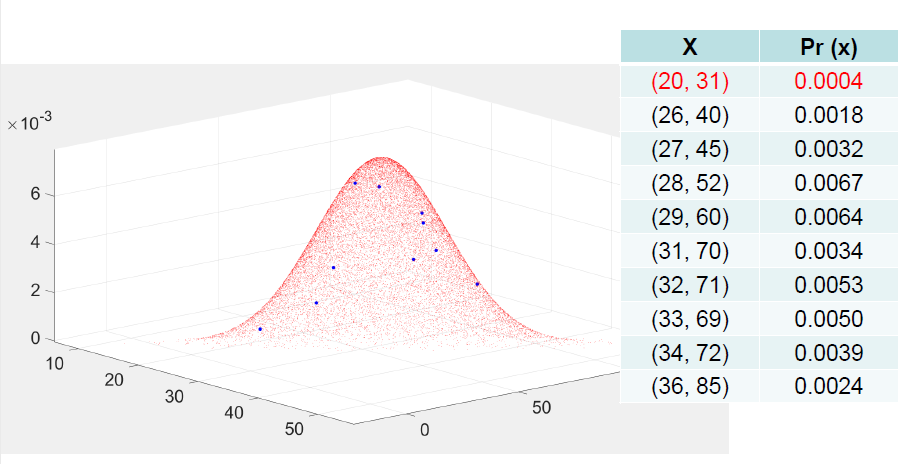 X Pr (x)
(20, 31) 0.0004
(26, 40) 0.0018
(27, 45) 0.0032
(28, 52) 0.0067
(29, 60) 0.0064
(31, 70) 0.0034
(32, 71) 0.0053
(33, 69) 0.0050
(34, 72) 0.0039
(36, 85) 0.0024
×10⁻³
6
4
2
0
10
20
30
40
50
0
50